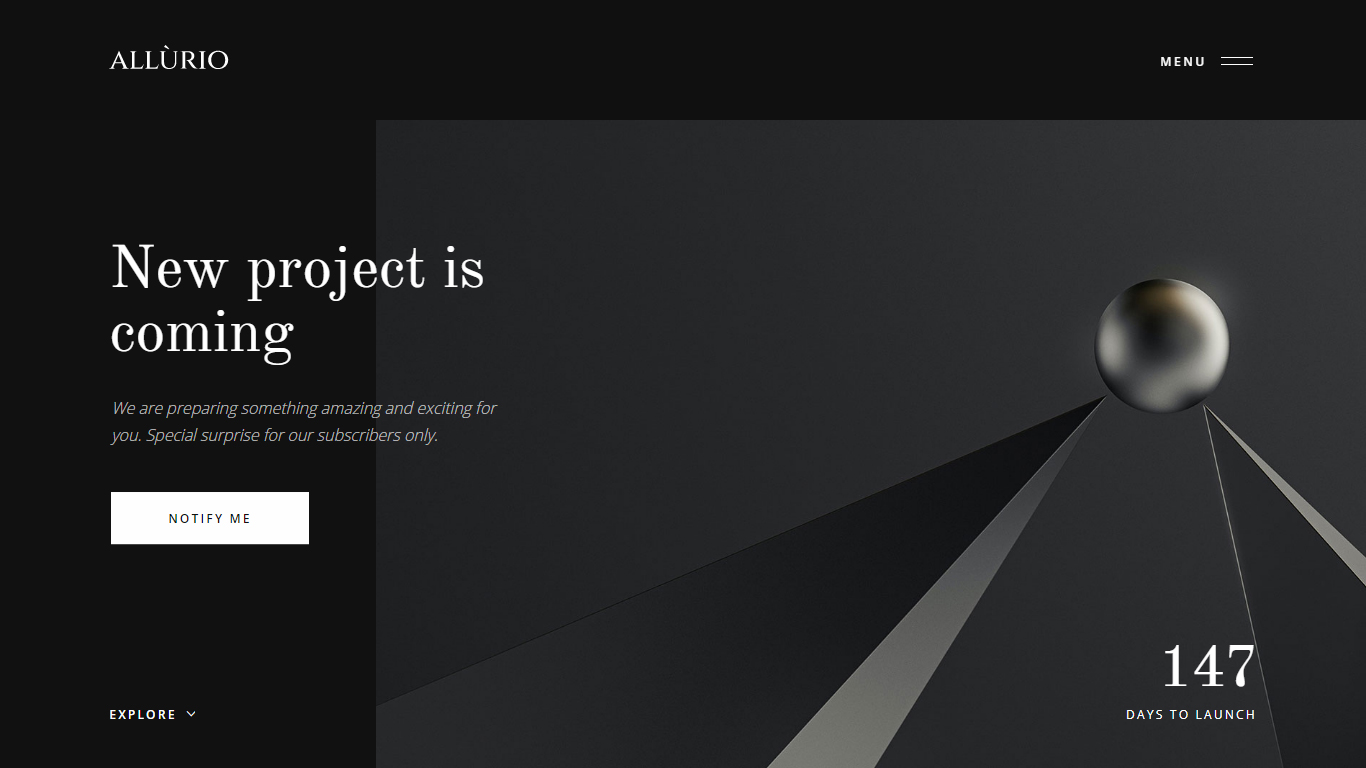 ALLÙRIO
MENU
New project is
coming
We are preparing something amazing and exciting for
you. Special surprise for our subscribers only.
NOTIFY ME
147
DAYS TO LAUNCH
EXPLORE